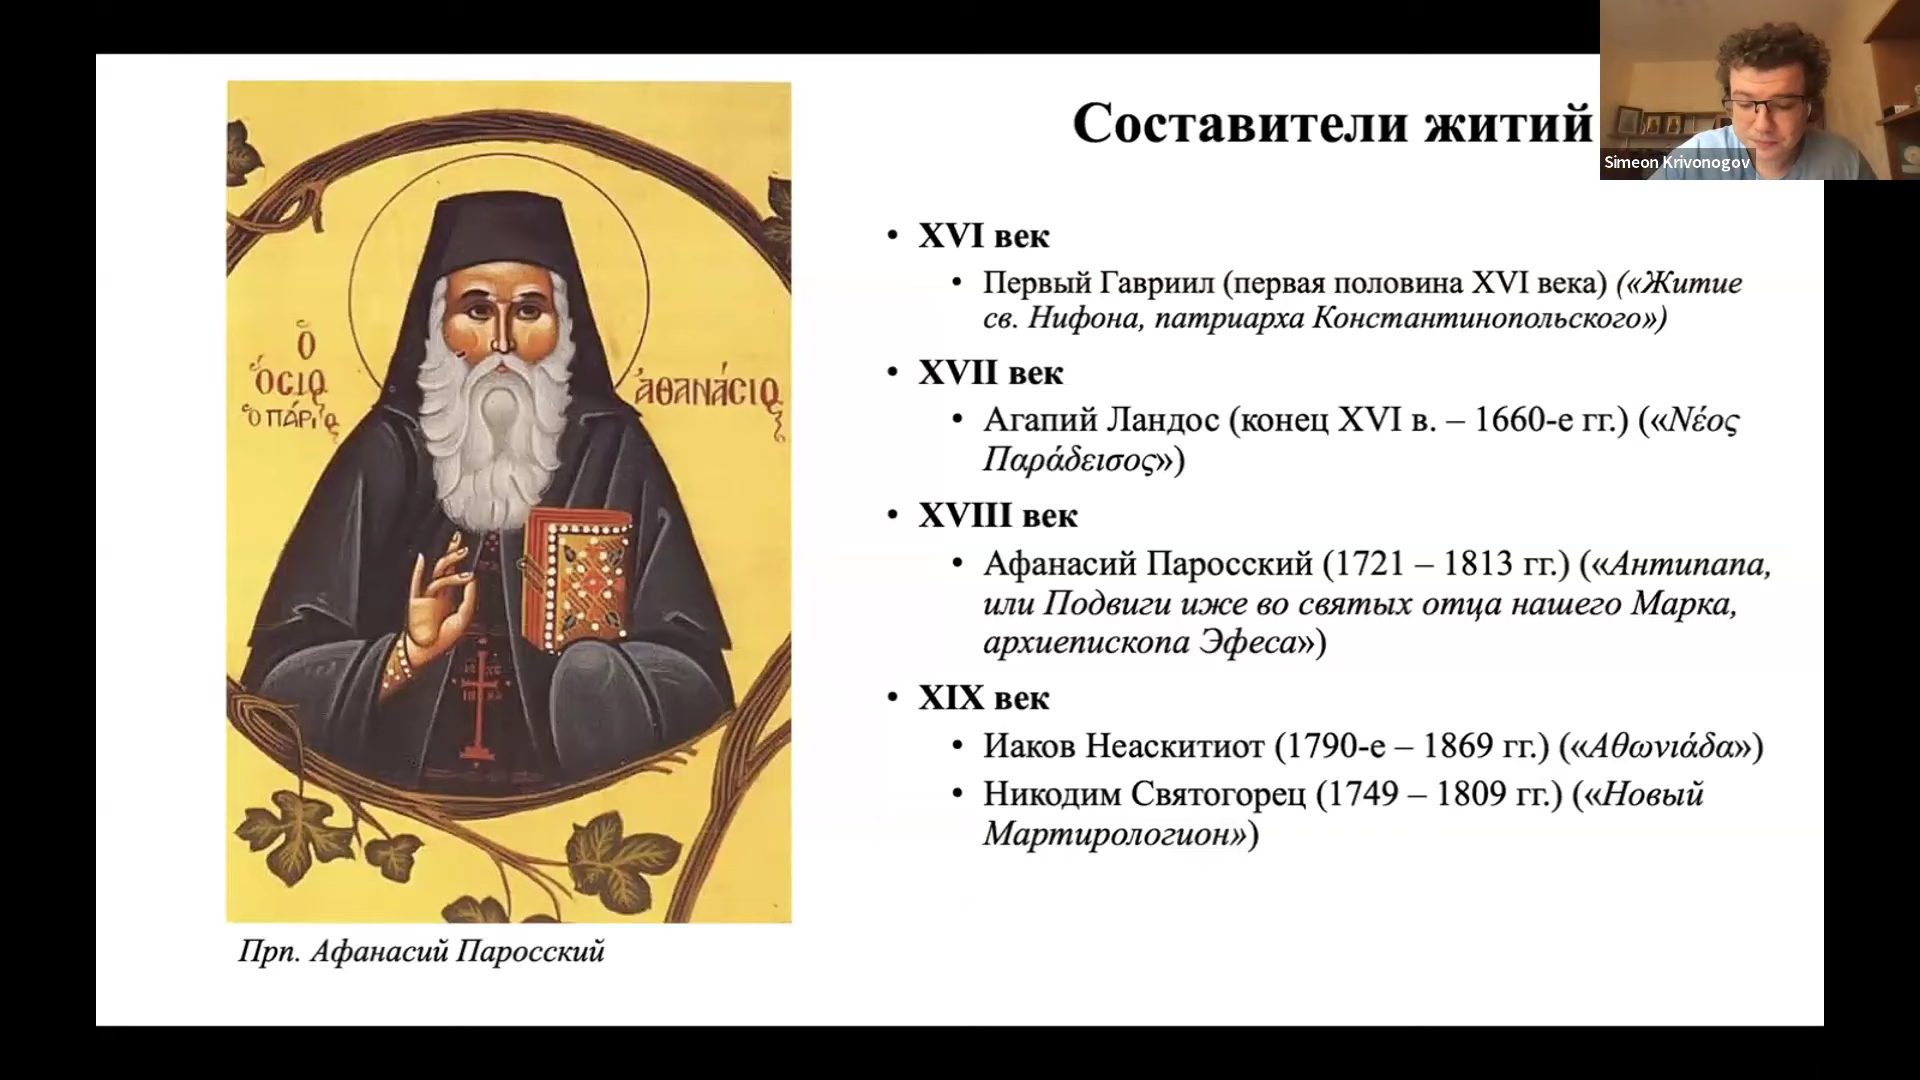 Составители житий
Simeon Krivonogov
• XVI век
• Первый Гавриил (первая половина XVI века) («Житие
св. Нифона, патриарха Константинопольского»)
• XVII век
• Агапий Ландос (конец XVI в. – 1660-е гг.) («Νέος
Παράδεισος»)
• XVIII век
• Афанасий Паросский (1721 – 1813 гг.) («Антипапа,
или Подвиги иже во святых отца нашего Марка,
архиепископа Эфеса»)
• XIX век
• Иаков Неаскитиот (1790-е – 1869 гг.) («Αθωνιάδα»)
• Никодим Святогорец (1749 – 1809 гг.) («Новый
Мартирологион»)
Ὁ
ὍСΙΟς
Ὁ ΠΆΡΙΟς
ἈΘΑΝΆСΙΟς
Прп. Афанасий Паросский